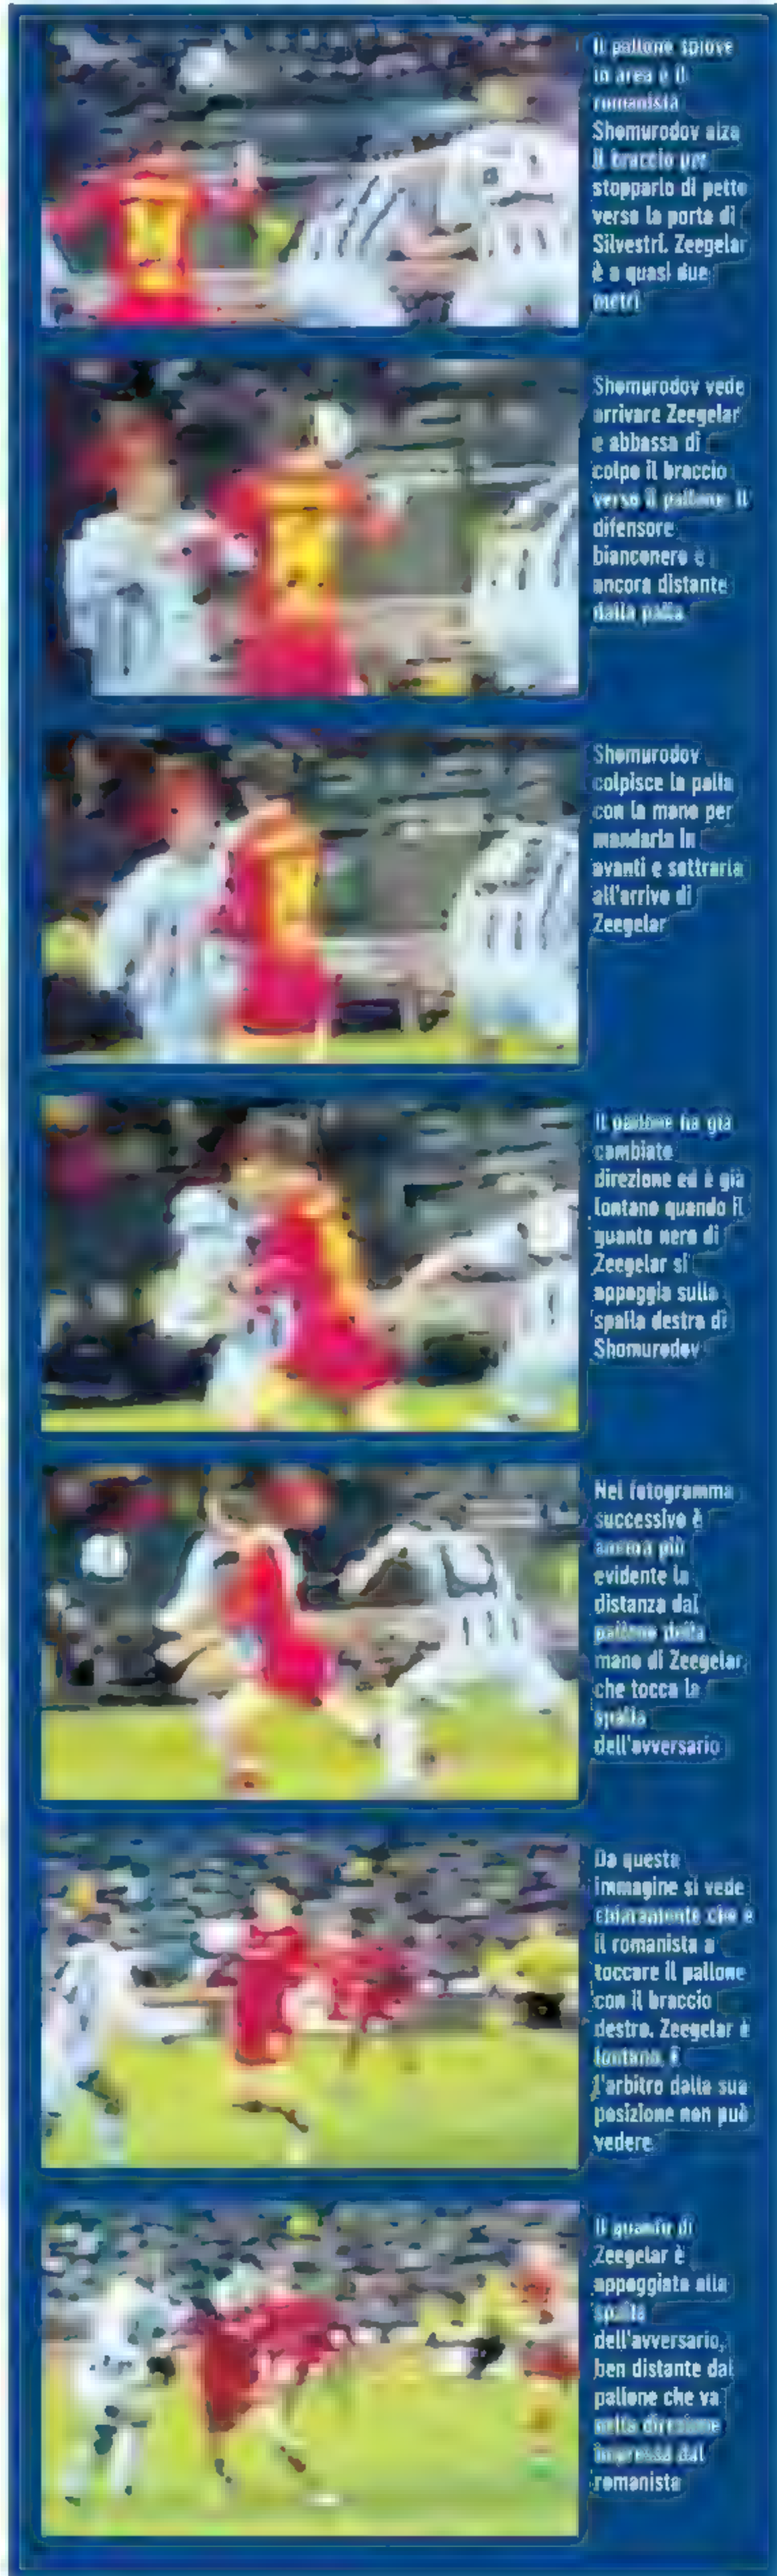 Il pallone spiove
in area e il
romanista
Shomurodov alza
il braccio per
stopparlo di petto
verso la porta di
Silvestri. Zeegelar
è a quasi due
metri
Shomurodov vede
arrivare Zeegelar
e abbassa di
colpo il braccio
verso il pallone. Il
difensore
bianconero è
ancora distante
dalla palla
Shomurodov
colpisce la palla
con la mano per
mandarla in
avanti e sottrarla
all'arrivo di
Zeegelar
Il pallone ha già
cambiato
direzione ed è già
lontano quando il
guanto nero di
Zeegelar si
appoggia sulla
spalla destra di
Shomurodov
Nel fotogramma
successivo è
ancora più
evidente la
distanza dal
pallone della
mano di Zeegelar,
che tocca la
spalla
dell'avversario
Da questa
immagine si vede
chiaramente che è
il romanista a
toccare il pallone
con il braccio
destro. Zeegelar è
lontano. E
l'arbitro dalla sua
posizione non può
vedere
Il guanto di
Zeegelar è
appoggiato alla
spalla
dell'avversario,
ben distante dal
pallone che va
nella direzione
impressa dal
romanista